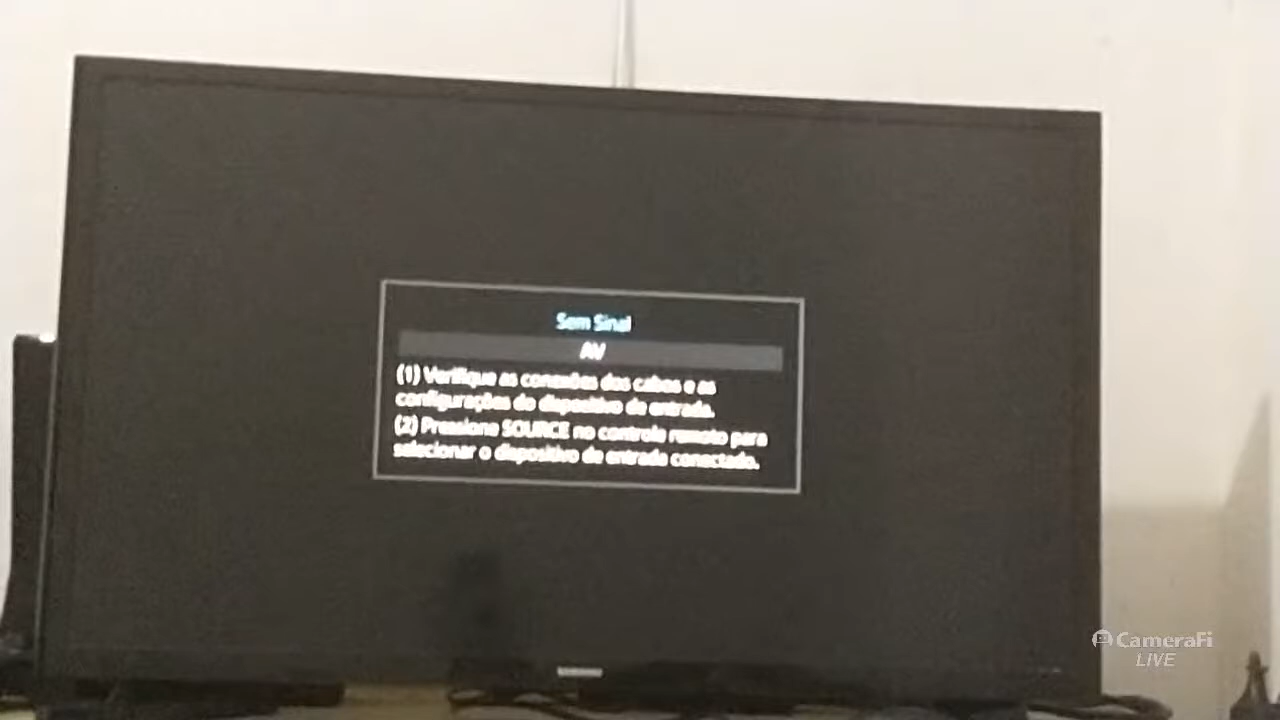 Sem Sinal
AV
(1) Verifique as conexões dos cabos e as
configurações do dispositivo de entrada.
(2) Pressione SOURCE no controle remoto para
selecionar o dispositivo de entrada conectado.
SAMSUNG
CameraFi
LIVE